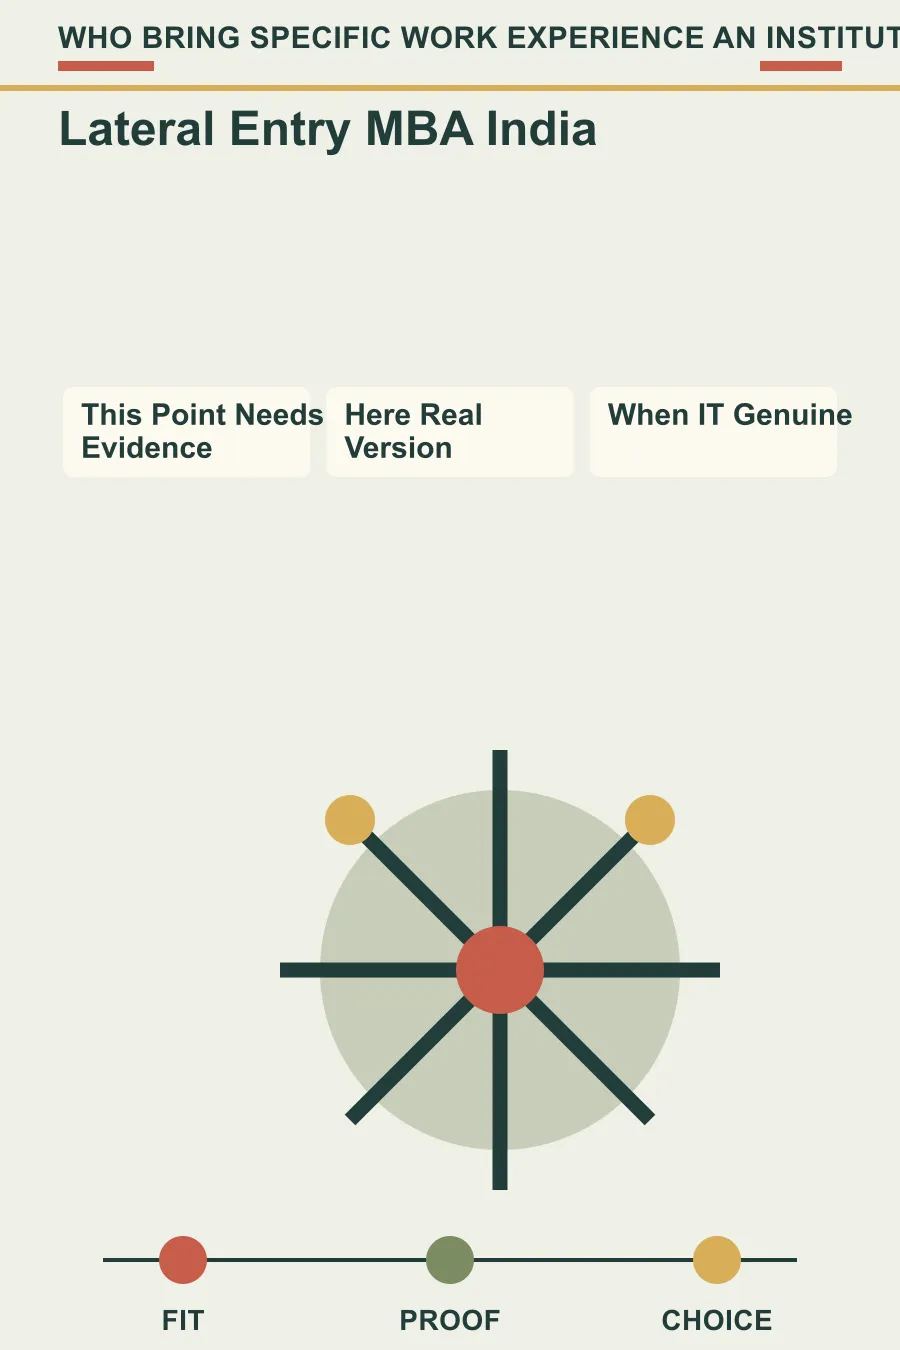 WHO BRING SPECIFIC WORK EXPERIENCE AN INSTITUT
Lateral Entry MBA India
This Point Needs
Evidence
Here Real
Version
When IT Genuine
FIT
PROOF
CHOICE